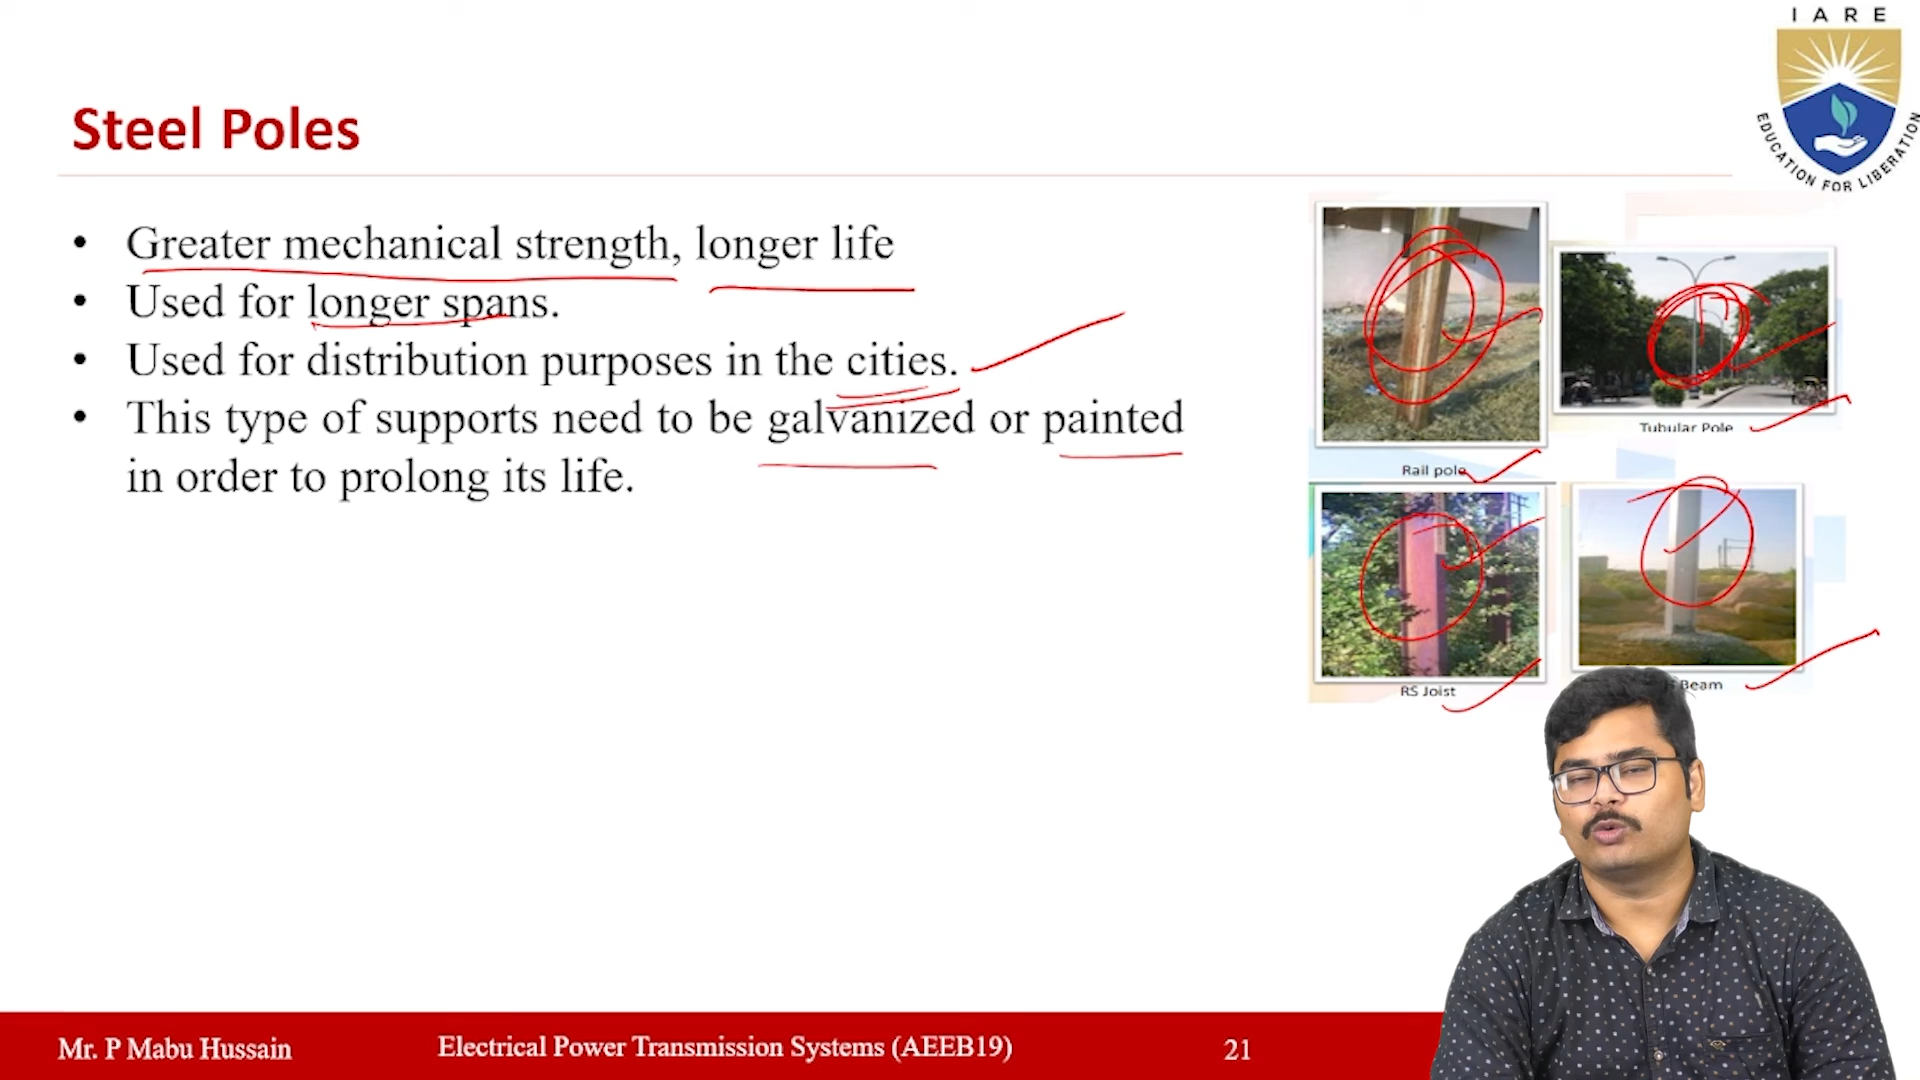 IARE
EDUCATION FOR LIBERATION
Steel Poles
• Greater mechanical strength, longer life
• Used for longer spans.
• Used for distribution purposes in the cities.
• This type of supports need to be galvanized or painted
in order to prolong its life.
Tubular Pole
Rail pole
RS Joist
Beam
Mr. P Mabu Hussain
Electrical Power Transmission Systems (AEEB19)
21